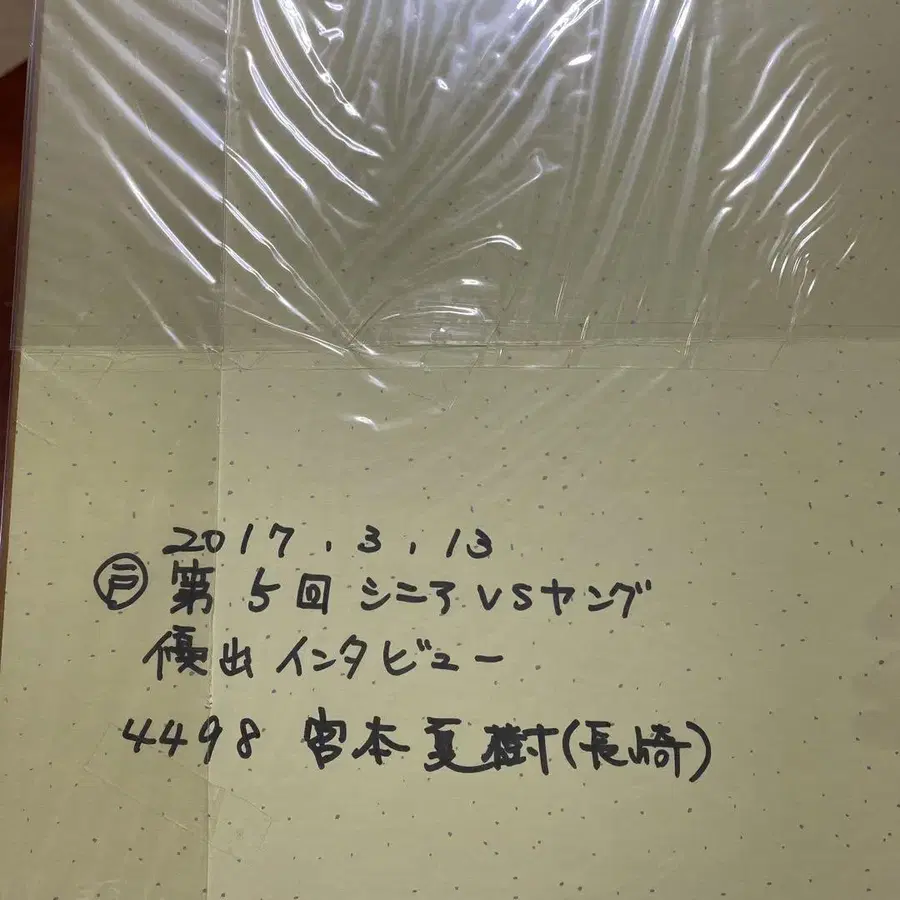 2017.3.13
㊦ 第5回 シニアVSヤング
優出インタビュー
4498 宮本夏樹(長崎)